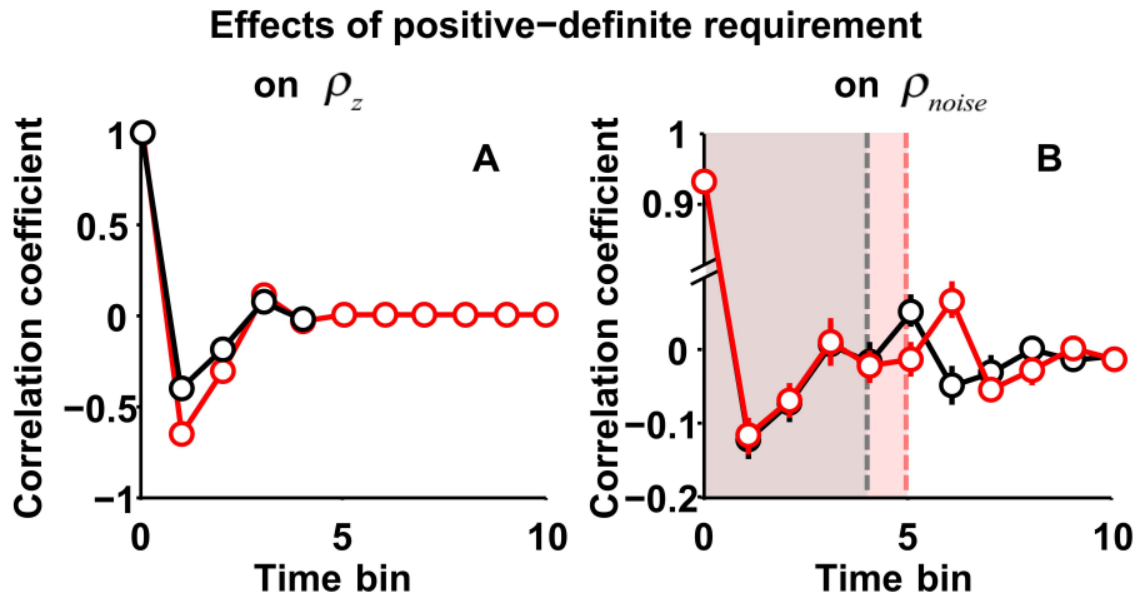 Effects of positive−definite requirement
on ρz
on ρnoise
A
Correlation coefficient
1
0.5
0
−0.5
−1
0
5
10
Time bin
B
Correlation coefficient
1
0.9
0
−0.1
−0.2
0
5
10
Time bin